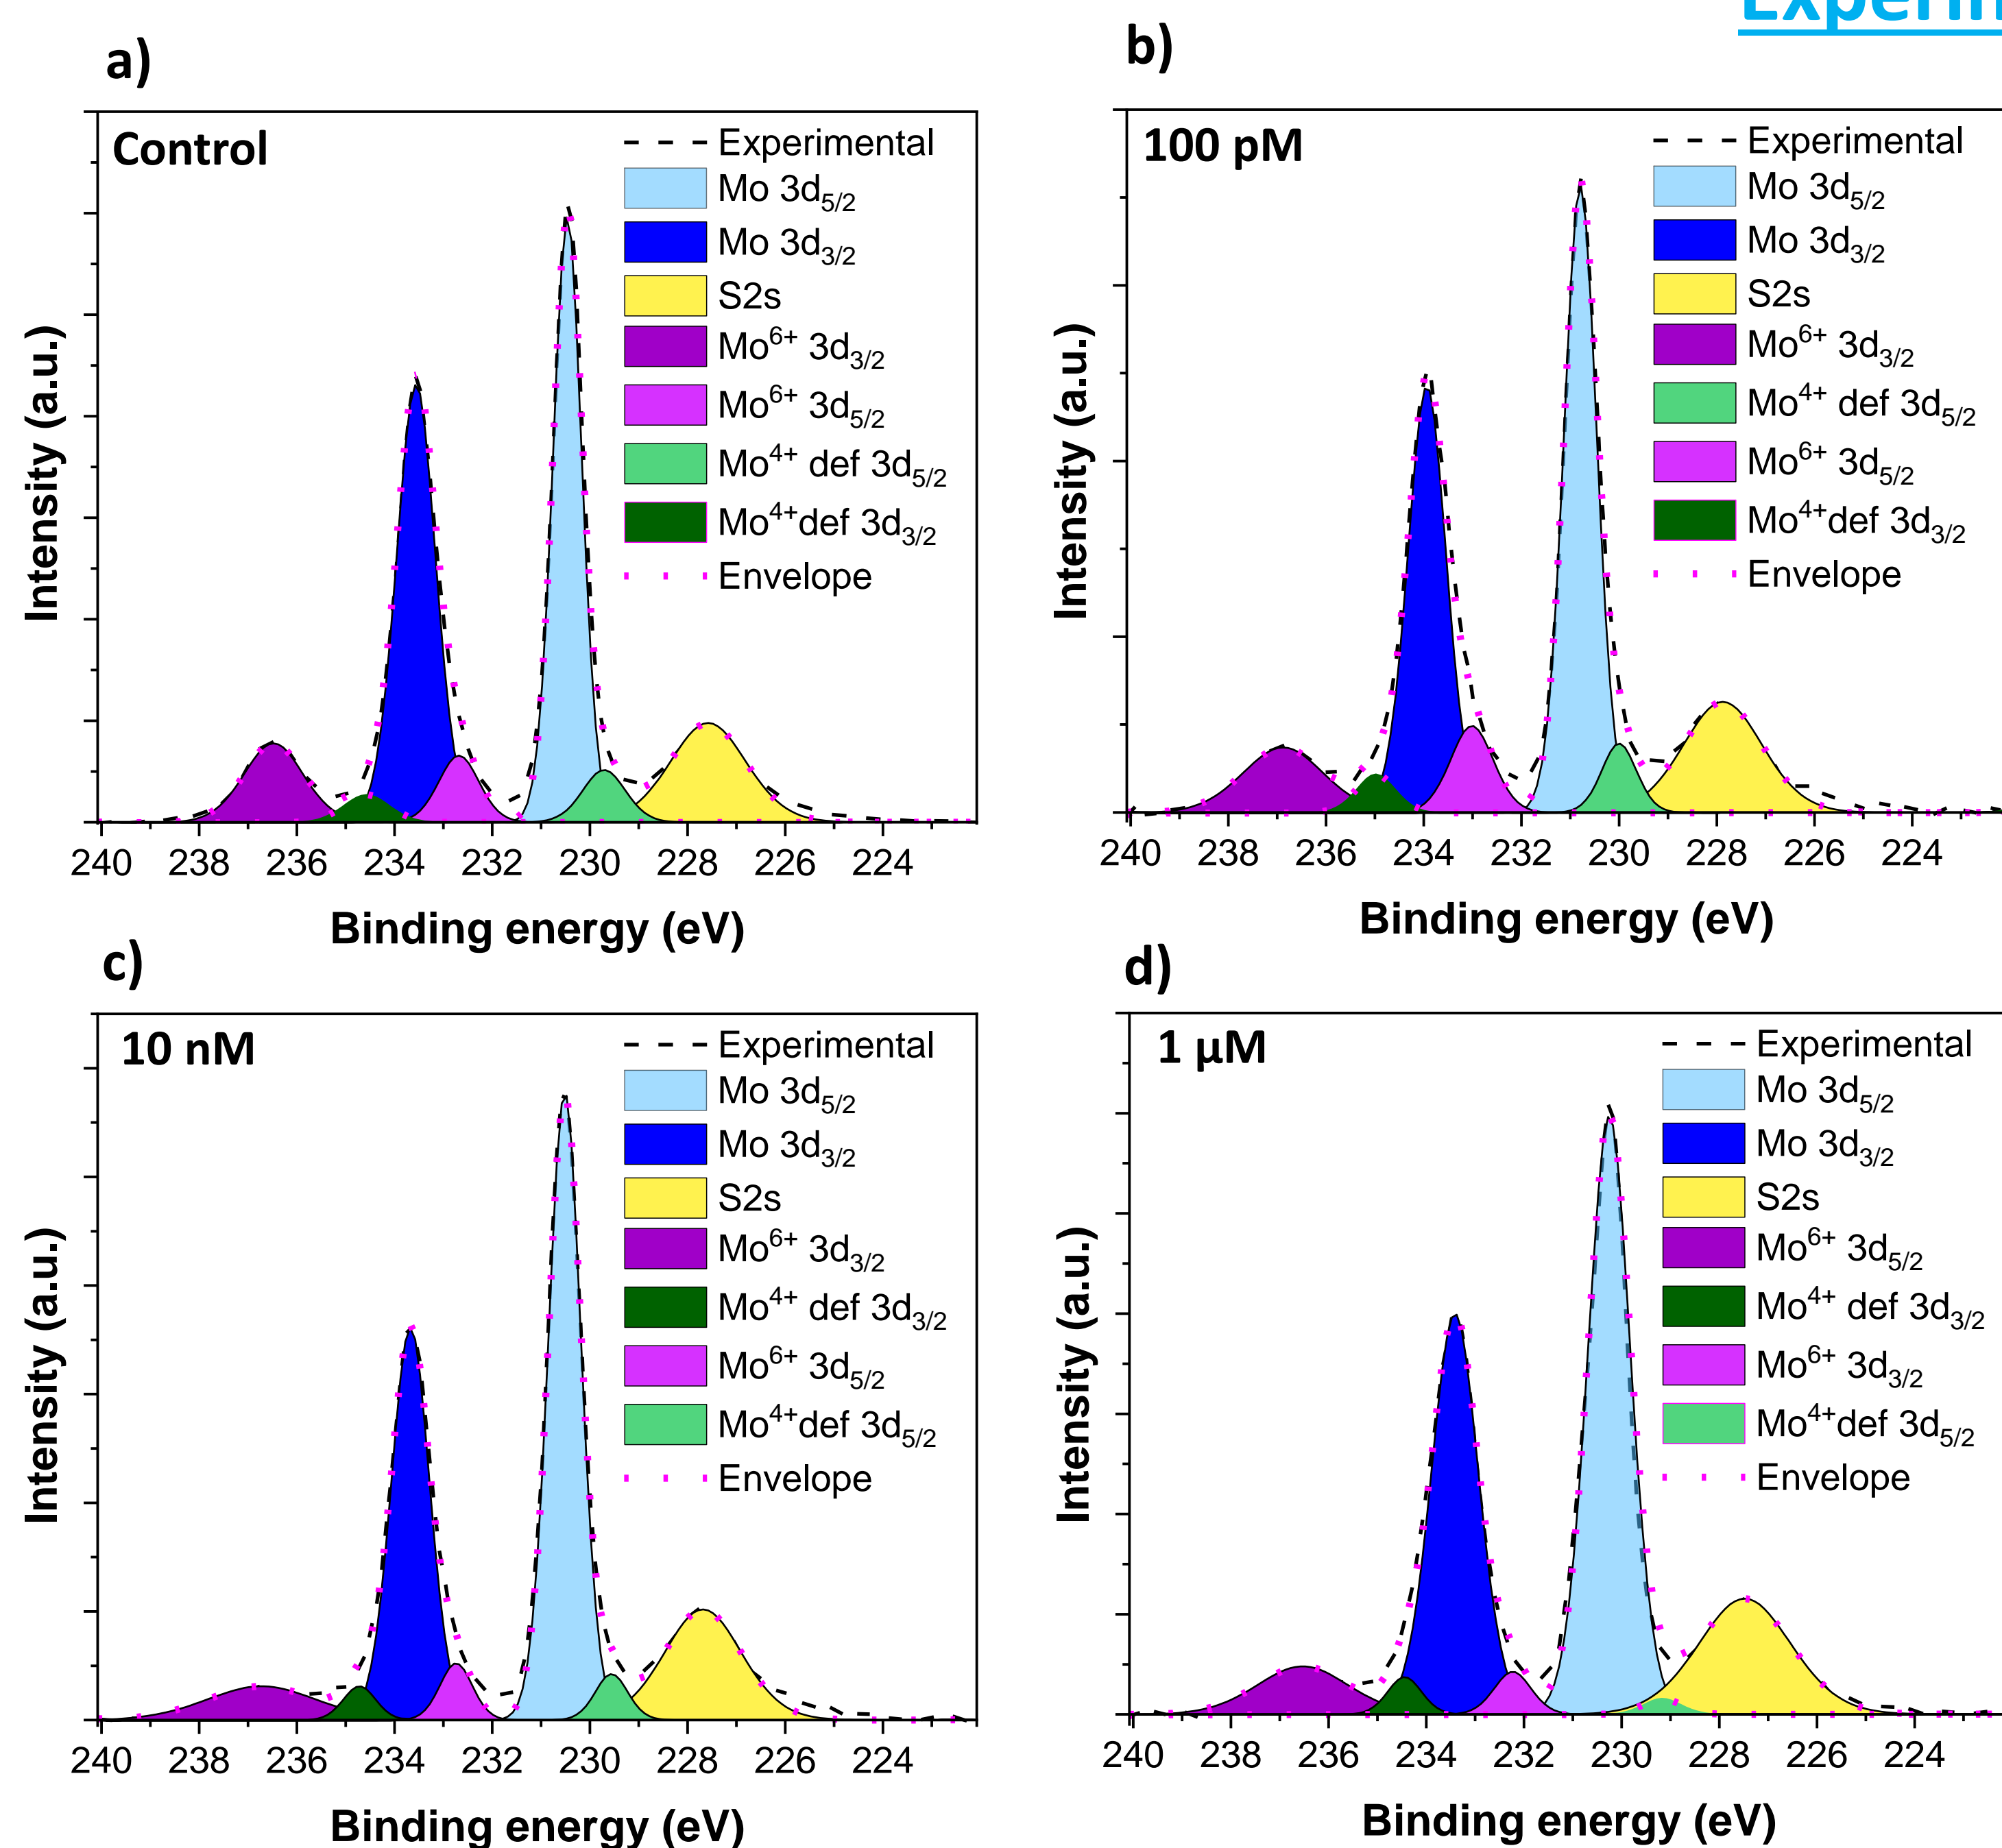 Experim
a)
Control
Experimental
Mo 3d5/2
Mo 3d3/2
S2s
Mo6+ 3d3/2
Mo6+ 3d5/2
Mo4+ def 3d5/2
Mo4+def 3d3/2
Envelope
Intensity (a.u.)
240 238 236 234 232 230 228 226 224
Binding energy (eV)
b)
100 pM
Experimental
Mo 3d5/2
Mo 3d3/2
S2s
Mo6+ 3d3/2
Mo4+ def 3d5/2
Mo6+ 3d5/2
Mo4+def 3d3/2
Envelope
Intensity (a.u.)
240 238 236 234 232 230 228 226 224
Binding energy (eV)
c)
10 nM
Experimental
Mo 3d5/2
Mo 3d3/2
S2s
Mo6+ 3d3/2
Mo4+ def 3d3/2
Mo6+ 3d5/2
Mo4+def 3d5/2
Envelope
Intensity (a.u.)
240 238 236 234 232 230 228 226 224
Binding energy (eV)
d)
1 μM
Experimental
Mo 3d5/2
Mo 3d3/2
S2s
Mo6+ 3d5/2
Mo4+ def 3d3/2
Mo6+ 3d3/2
Mo4+def 3d5/2
Envelope
Intensity (a.u.)
240 238 236 234 232 230 228 226 224
Binding energy (eV)